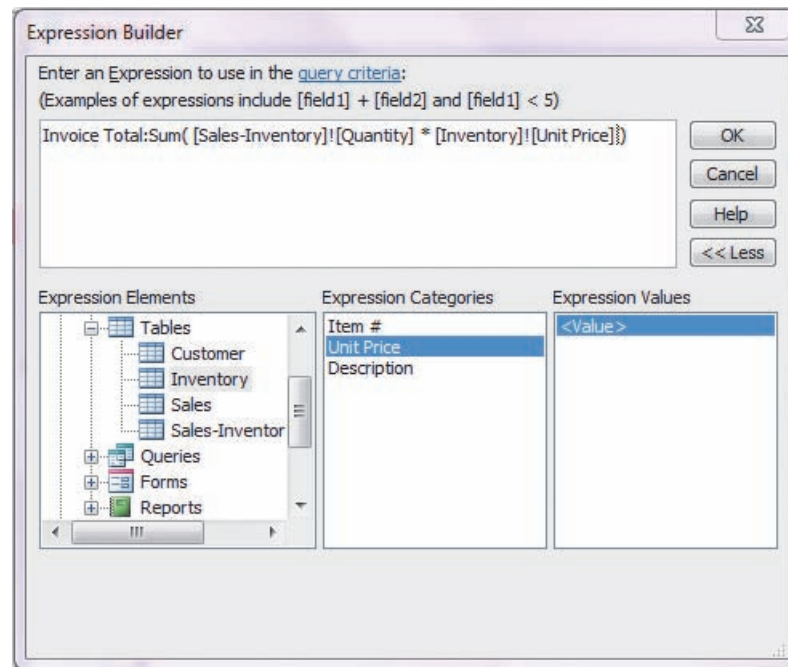 Expression Builder
Enter an Expression to use in the query criteria:
(Examples of expressions include [field1] + [field2] and [field1] < 5)
Invoice Total:Sum( [Sales-Inventory]![Quantity] * [Inventory]![Unit Price])
OK
Cancel
Help
<< Less
Expression Elements
Tables
Customer
Inventory
Sales
Sales-Inventor
Queries
Forms
Reports
Expression Categories
Item #
Unit Price
Description
Expression Values
<Value>